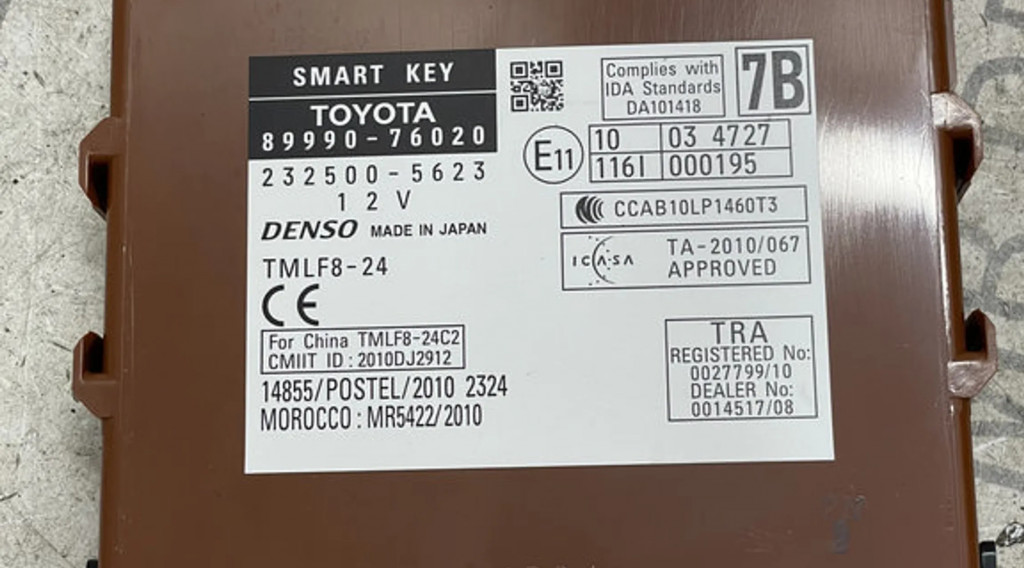 SMART KEY
TOYOTA
89990-76020
232500-5623
12V
DENSO MADE IN JAPAN
TMLF8-24
CE
For China TMLF8-24C2
CMIIT ID : 2010DJ2912
14855/POSTEL/2010 2324
MOROCCO : MR5422/2010
Complies with
IDA Standards
DA101418
7B
E11
10 03 4727
116I 000195
CCAB10LP1460T3
ICASA
TA-2010/067
APPROVED
TRA
REGISTERED No:
0027799/10
DEALER No:
0014517/08